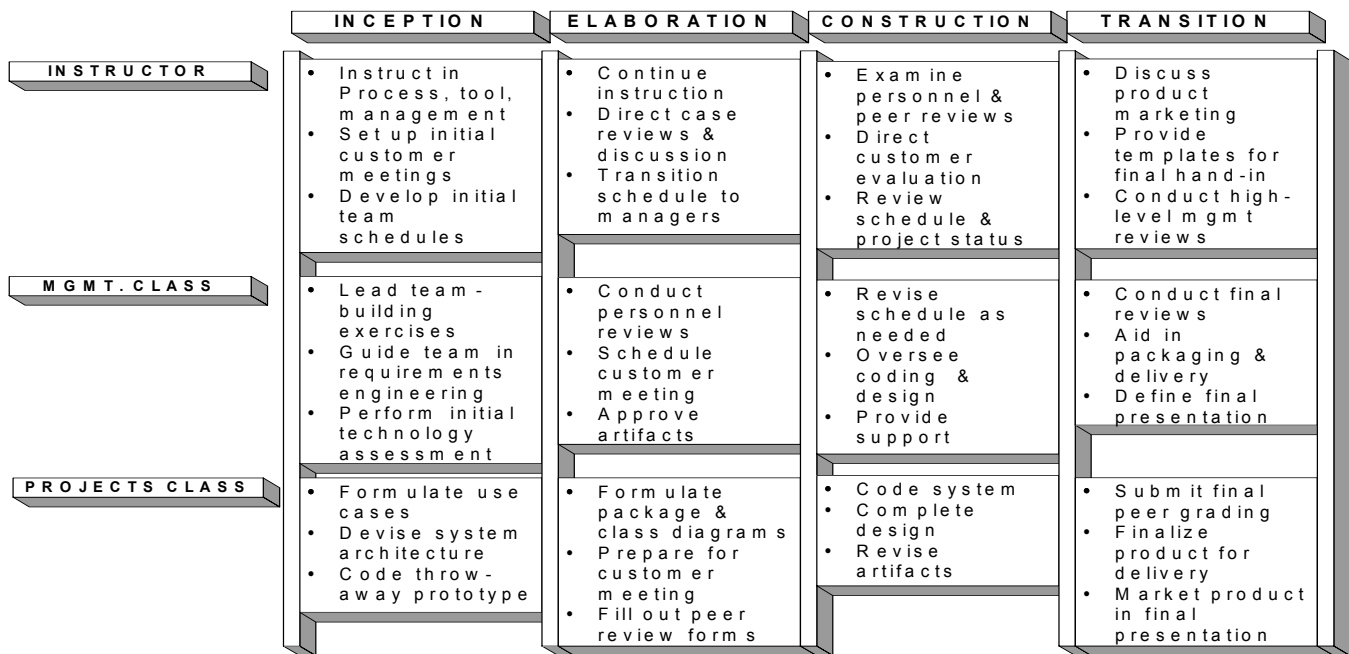 INCEPTION
ELABORATION
CONSTRUCTION
TRANSITION
INSTRUCTOR
• Instruct in
Process, tool,
management
• Set up initial
customer
meetings
• Develop initial
team
schedules
• Continue
instruction
• Direct case
reviews &
discussion
• Transition
schedule to
managers
• Examine
personnel &
peer reviews
• Direct
customer
evaluation
• Review
schedule &
project status
• Discuss
product
marketing
• Provide
templates for
final hand-in
• Conduct high-
level mgmt
reviews
MGMT. CLASS
• Lead team-
building
exercises
• Guide team in
requirements
engineering
• Perform initial
technology
assessment
• Conduct
personnel
reviews
• Schedule
customer
meeting
• Approve
artifacts
• Revise
schedule as
needed
• Oversee
coding &
design
• Provide
support
• Conduct final
reviews
• Aid in
packaging &
delivery
• Define final
presentation
PROJECTS CLASS
• Formulate use
cases
• Devise system
architecture
• Code throw-
away prototype
• Formulate
package &
class diagrams
• Prepare for
customer
meeting
• Fill out peer
review forms
• Code system
• Complete
design
• Revise
artifacts
• Submit final
peer grading
• Finalize
product for
delivery
• Market product
in final
presentation